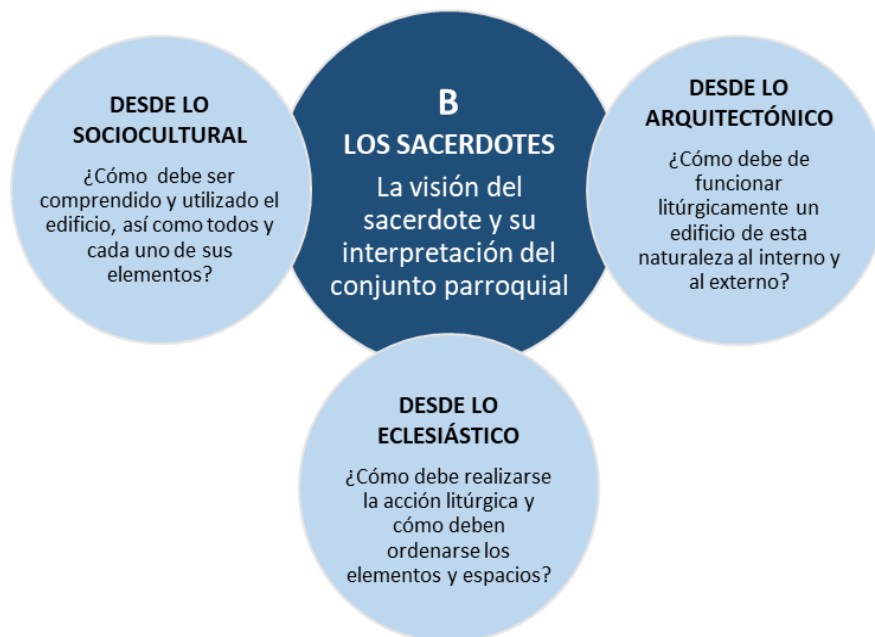 DESDE LO
SOCIOCULTURAL
¿Cómo debe ser
comprendido y utilizado el
edificio, así como todos y
cada uno de sus
elementos?
B
LOS SACERDOTES
La visión del
sacerdote y su
interpretación del
conjunto parroquial
DESDE LO
ARQUITECTÓNICO
¿Cómo debe de
funcionar
litúrgicamente un
edificio de esta
naturaleza al interno y
al externo?
DESDE LO
ECLESIÁSTICO
¿Cómo debe realizarse
la acción litúrgica y
cómo deben
ordenarse los
elementos y espacios?